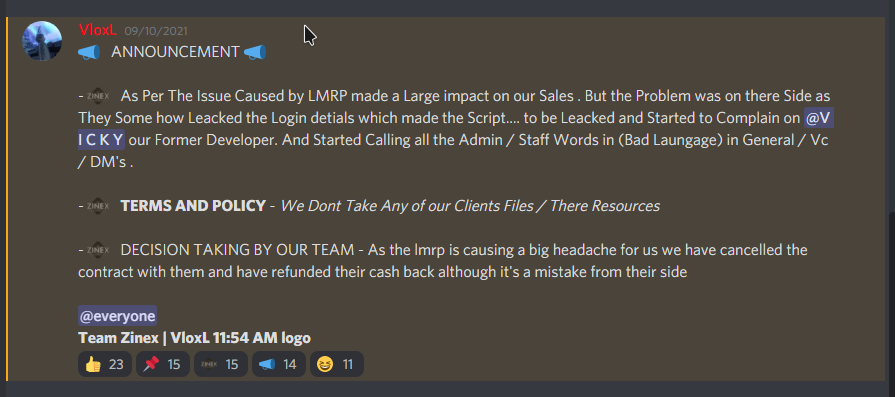 VloxL 09/10/2021
📢 ANNOUNCEMENT 📢
- ZINEX As Per The Issue Caused by LMRP made a Large impact on our Sales . But the Problem was on there Side as
They Some how Leacked the Login detials which made the Script.... to be Leacked and Started to Complain on @V
I C K Y our Former Developer. And Started Calling all the Admin / Staff Words in (Bad Laungage) in General / Vc
/ DM's .
- ZINEX TERMS AND POLICY - We Dont Take Any of our Clients Files / There Resources
- ZINEX DECISION TAKING BY OUR TEAM - As the lmrp is causing a big headache for us we have cancelled the
contract with them and have refunded their cash back although it's a mistake from their side
@everyone
Team Zinex | VloxL 11:54 AM logo
👍 23 📌 15 ZINEX 15 📢 14 😆 11